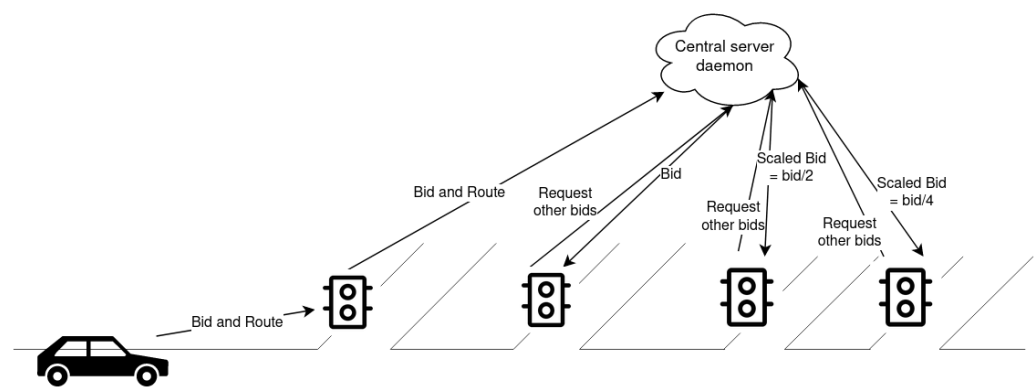 Central server
daemon
Bid and Route
Request
other bids
Bid
Scaled Bid
= bid/2
Request
other bids
Scaled Bid
= bid/4
Request
other bids
Bid and Route